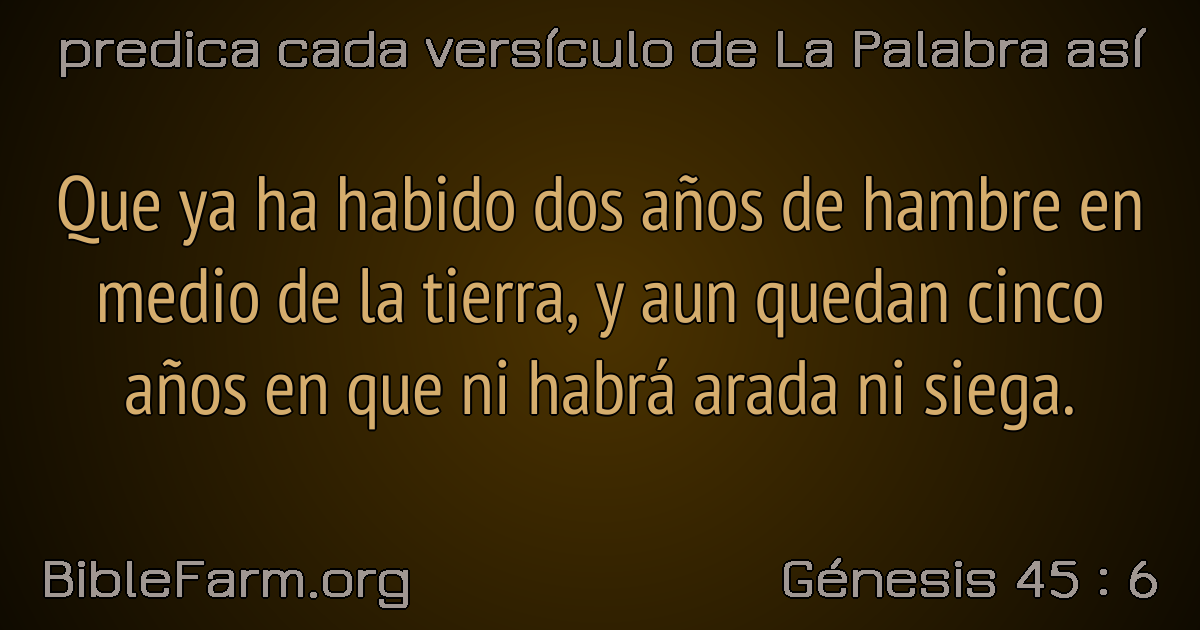 predica cada versículo de La Palabra así
Que ya ha habido dos años de hambre en
medio de la tierra, y aun quedan cinco
años en que ni habrá arada ni siega.
BibleFarm.org
Génesis 45 : 6